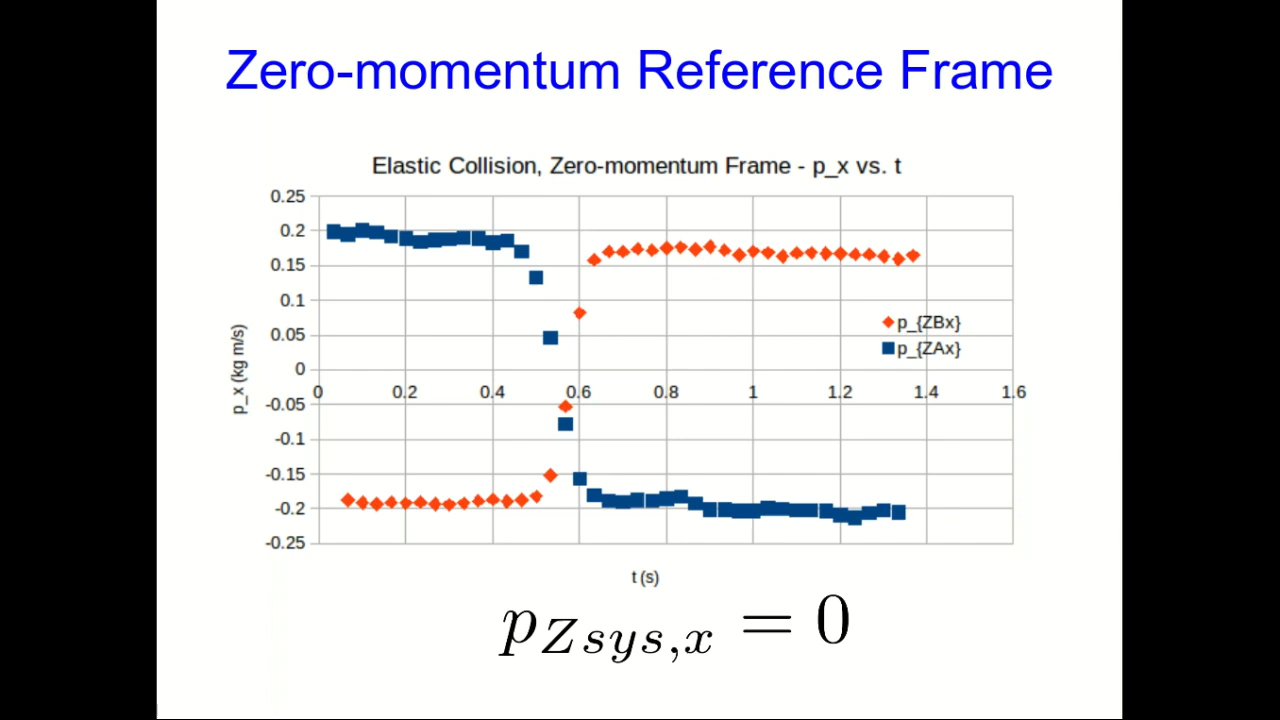 Zero-momentum Reference Frame
Elastic Collision, Zero-momentum Frame - p_x vs. t
0.25
0.2
0.15
0.1
0.05
0
-0.05
-0.1
-0.15
-0.2
-0.25
p_x (kg m/s)
0 0.2 0.4 0.6 0.8 1 1.2 1.4 1.6
p_{ZBx}
p_{ZAx}
t (s)
p_{Zsys,x} = 0